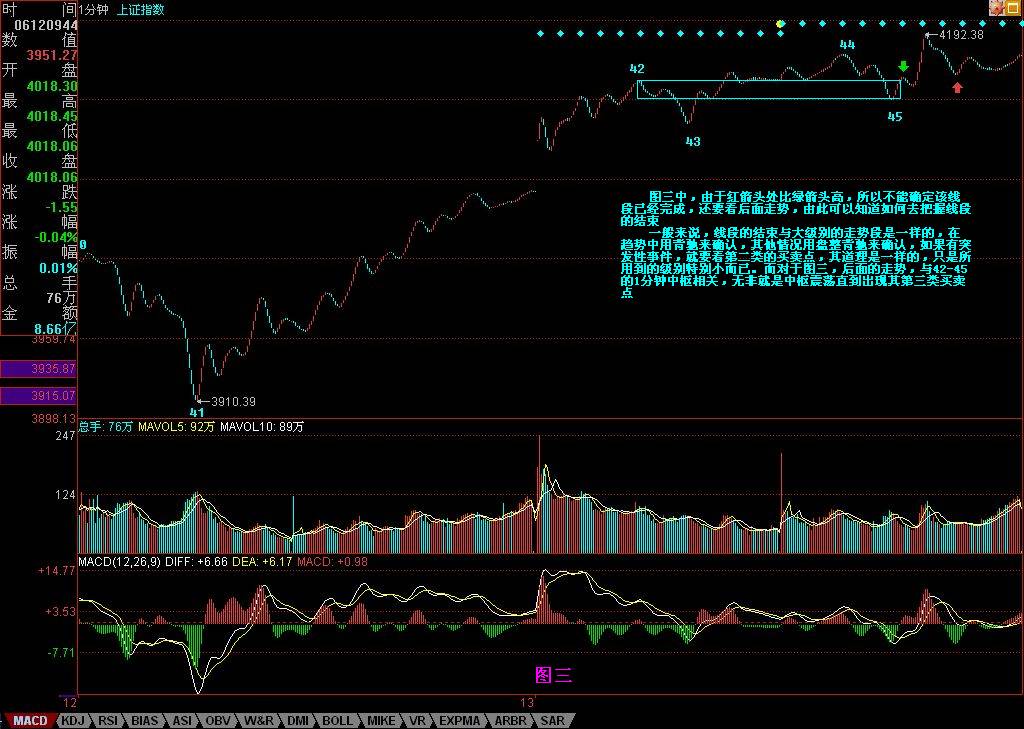 时 间
06120944
数 值
3951.27
开 盘
4018.30
最 高
4018.45
最 低
4018.06
收 盘
4018.06
涨 跌
-1.55
涨 幅
-0.04%
振 幅
0.01%
总 手
76万
金 额
8.66亿
3959.74
3935.87
3915.07
3898.13
1分钟 上证指数
0
41
3910.39
42
43
44
45
4192.38
图三中，由于红箭头处比绿箭头高，所以不能确定该线
段已经完成，还要看后面走势，由此可以知道如何去把握线段
的结束
一般来说，线段的结束与大级别的走势段是一样的，在
趋势中用背驰来确认，其他情况用盘整背驰来确认，如果有突
发性事件，就要看第二类的买卖点，其道理是一样的，只是所
用到的级别特别小而已。而对于图三，后面的走势，与42-45
的1分钟中枢相关，无非就是中枢震荡直到出现其第三类买卖
点
总手: 76万 MAVOL5: 92万 MAVOL10: 89万
247
124
MACD(12,26,9) DIFF: +6.66 DEA: +6.17 MACD: +0.98
+14.77
+3.53
-7.71
图三
12 13
MACD KDJ RSI BIAS ASI OBV W&R DMI BOLL MIKE VR EXPMA ARBR SAR